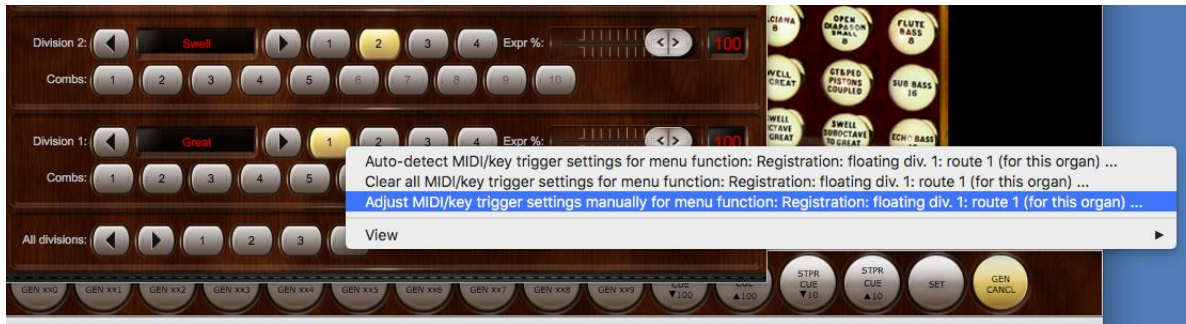 Division 2:
Swell
1
2
3
4
Expr %:
100
Combs:
1
2
3
4
5
6
7
8
9
10
Division 1:
Great
1
2
3
4
Expr %:
100
Combs:
1
2
3
4
5
Auto-detect MIDI/key trigger settings for menu function: Registration: floating div. 1: route 1 (for this organ) ...
Clear all MIDI/key trigger settings for menu function: Registration: floating div. 1: route 1 (for this organ) ...
Adjust MIDI/key trigger settings manually for menu function: Registration: floating div. 1: route 1 (for this organ) ...
View
All divisions:
1
2
3
OPEN
DIAPASON
SMALL
8
FLUTE
BASS
8
GT&PED
PISTONS
COUPLED
SUB BASS
16
SWELL
SUBOCTAVE
TO GREAT
ECHO BASS
GEN xx0
GEN xx1
GEN xx2
GEN xx3
GEN xx4
GEN xx5
GEN xx6
GEN xx7
GEN xx8
GEN xx9
▼100
CUE
▲100
STPR
CUE
▼10
STPR
CUE
▲10
SET
GEN
CANCL